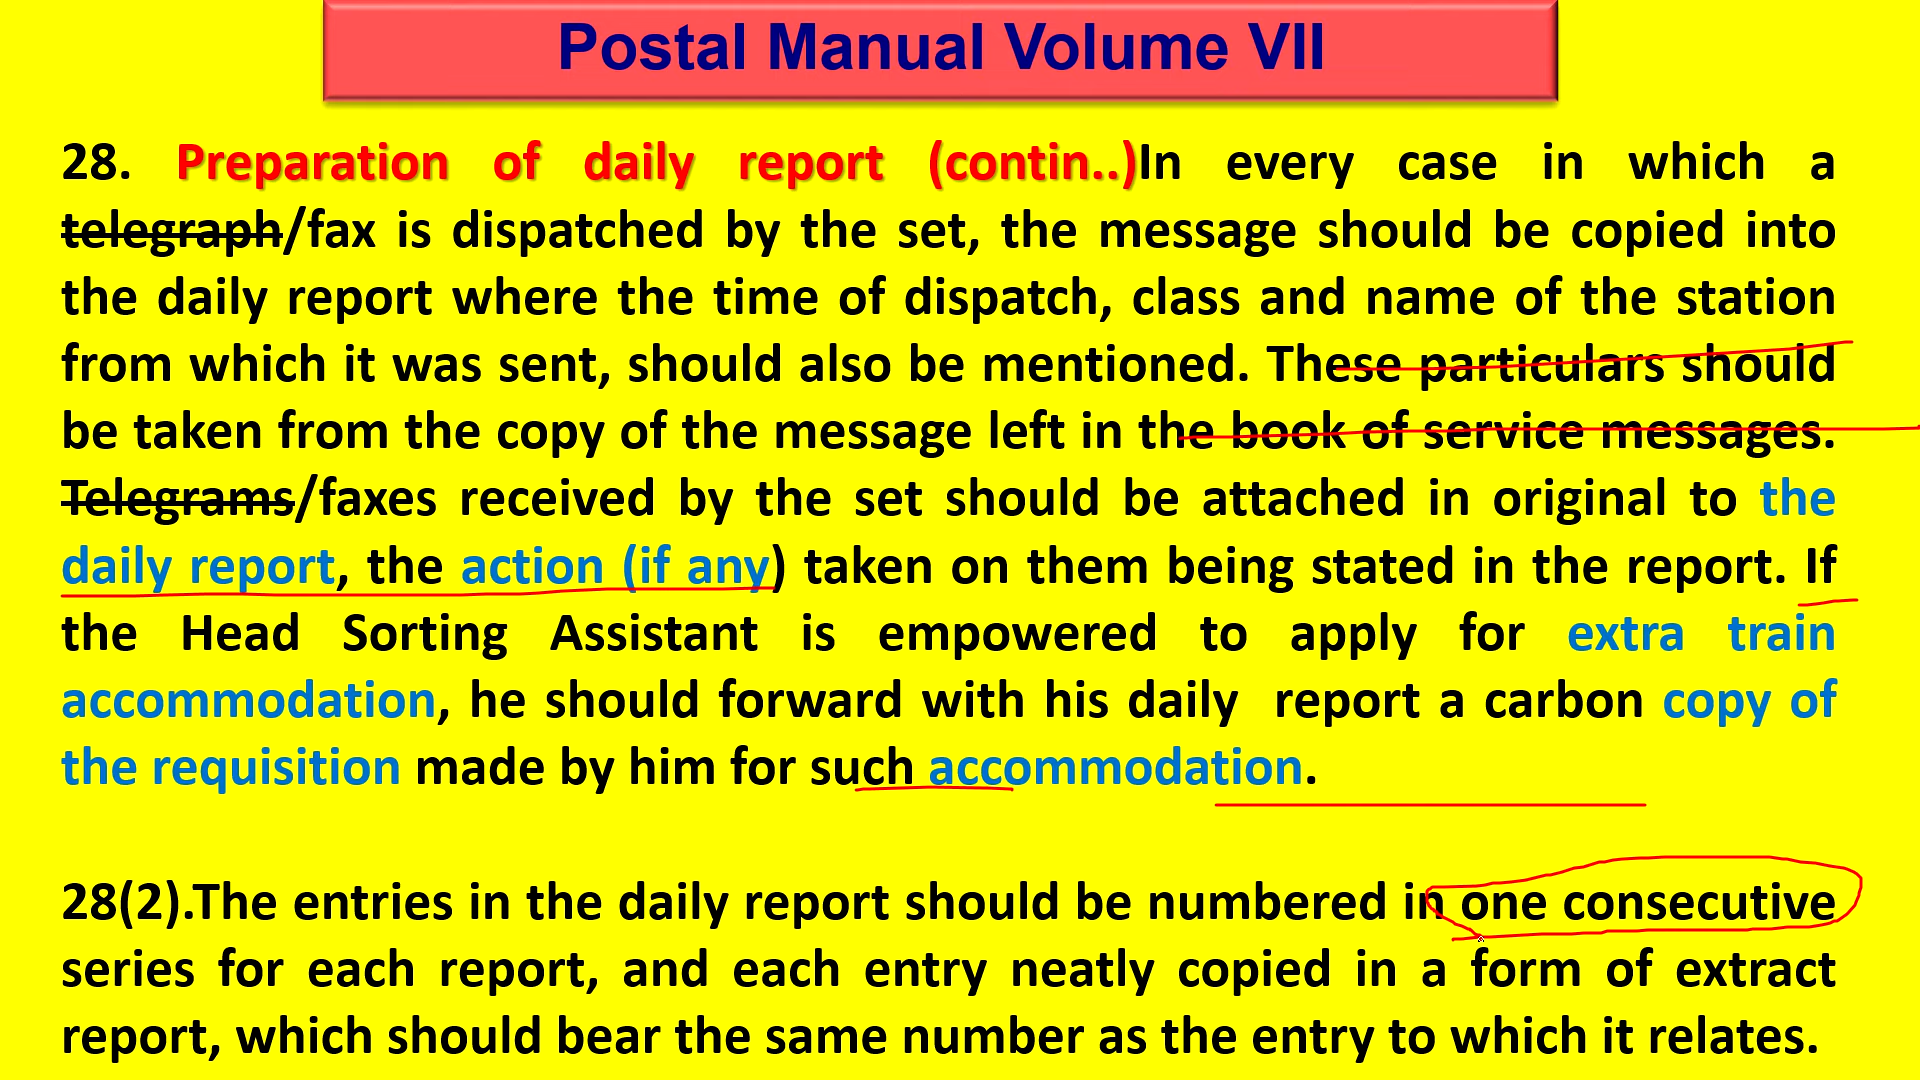 Postal Manual Volume VII
28. Preparation of daily report (contin..)In every case in which a
telegraph/fax is dispatched by the set, the message should be copied into
the daily report where the time of dispatch, class and name of the station
from which it was sent, should also be mentioned. These particulars should
be taken from the copy of the message left in the book of service messages.
Telegrams/faxes received by the set should be attached in original to the
daily report, the action (if any) taken on them being stated in the report. If
the Head Sorting Assistant is empowered to apply for extra train
accommodation, he should forward with his daily report a carbon copy of
the requisition made by him for such accommodation.
28(2).The entries in the daily report should be numbered in one consecutive
series for each report, and each entry neatly copied in a form of extract
report, which should bear the same number as the entry to which it relates.